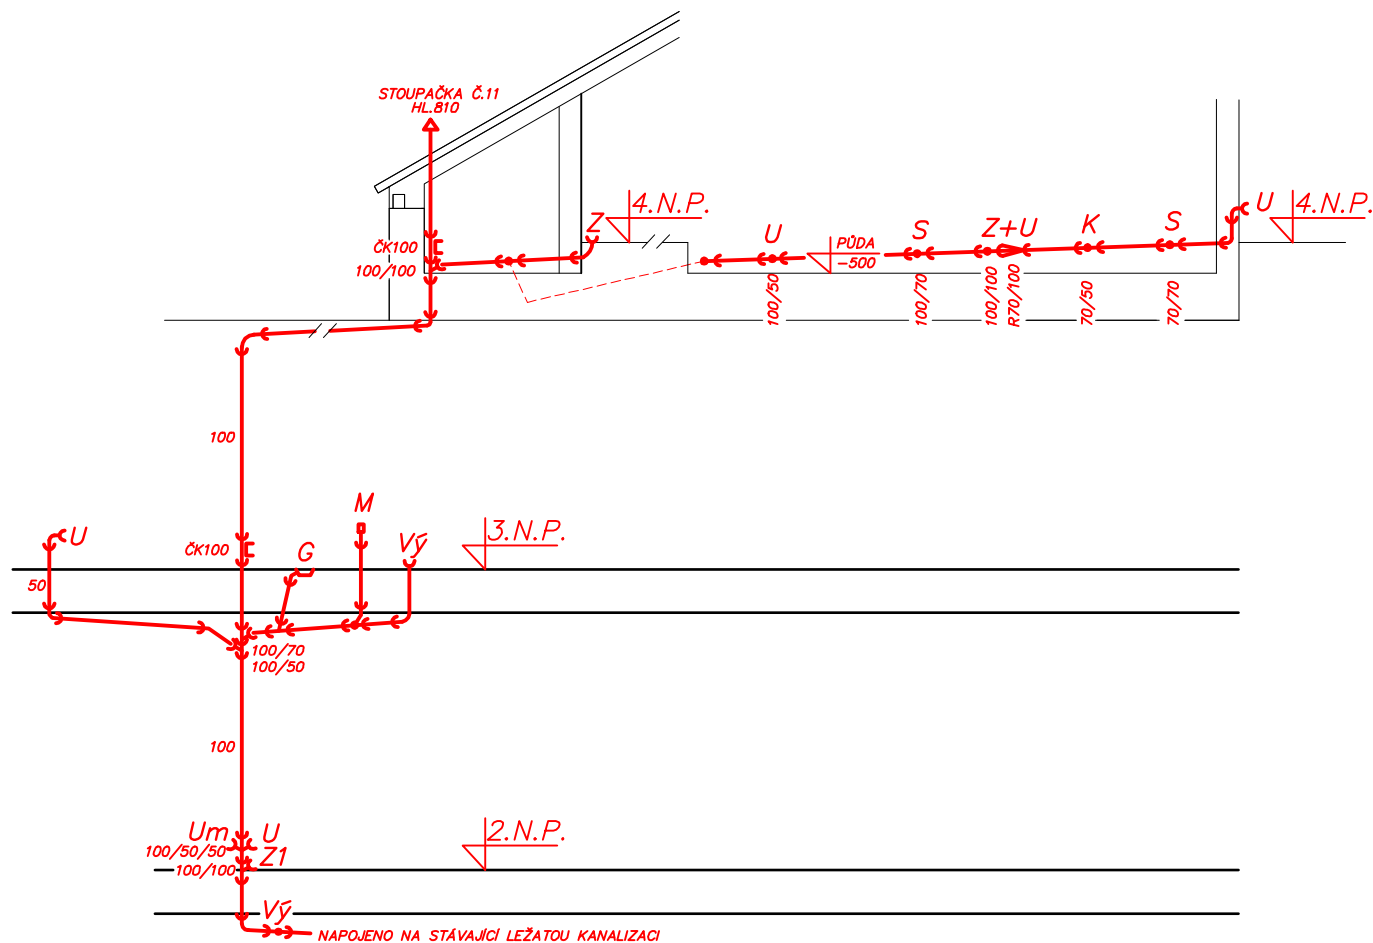 STOUPAČKA Č.11
HL.810
4.N.P.
U
4.N.P.
Z
U
PŮDA
-500
S
Z+U
K
S
ČK100
100/100
100/50
100/70
100/100
R70/100
70/50
70/70
100
M
U
ČK100
G
Vý
3.N.P.
50
100/70
100/50
100
Um
U
2.N.P.
100/50/50
Z1
100/100
Vý
NAPOJENO NA STÁVAJÍCÍ LEŽATOU KANALIZACI